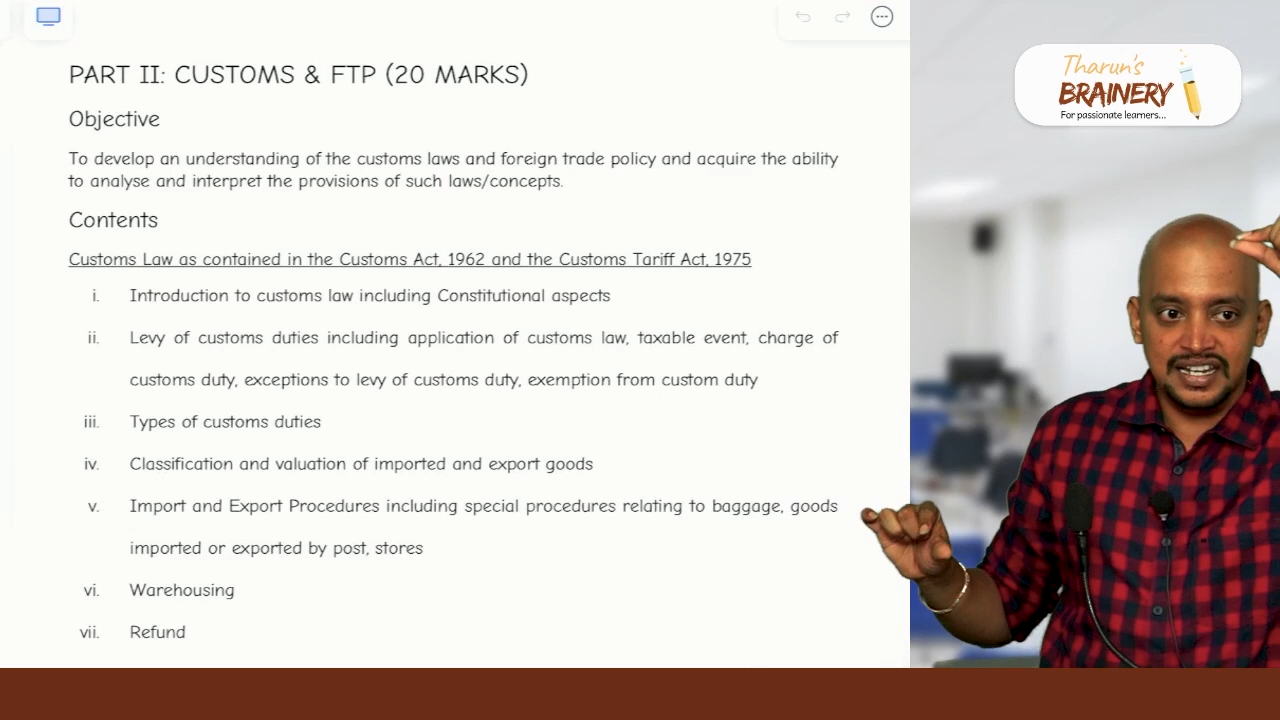 PART II: CUSTOMS & FTP (20 MARKS)
Tharun's
BRAINERY
For passionate learners...
Objective
To develop an understanding of the customs laws and foreign trade policy and acquire the ability
to analyse and interpret the provisions of such laws/concepts.
Contents
Customs Law as contained in the Customs Act, 1962 and the Customs Tariff Act, 1975
i. Introduction to customs law including Constitutional aspects
ii. Levy of customs duties including application of customs law, taxable event, charge of
customs duty, exceptions to levy of customs duty, exemption from custom duty
iii. Types of customs duties
iv. Classification and valuation of imported and export goods
v. Import and Export Procedures including special procedures relating to baggage, goods
imported or exported by post, stores
vi. Warehousing
vii. Refund